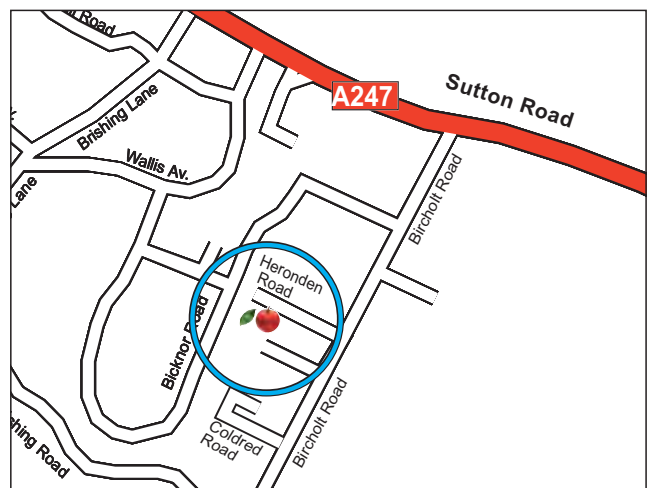 Road
A247
Sutton Road
Brishing Lane
Wallis Av.
Lane
Bircholt Road
Heronden
Road
Bicknor Road
Bircholt Road
Coldred
Road
shing Road